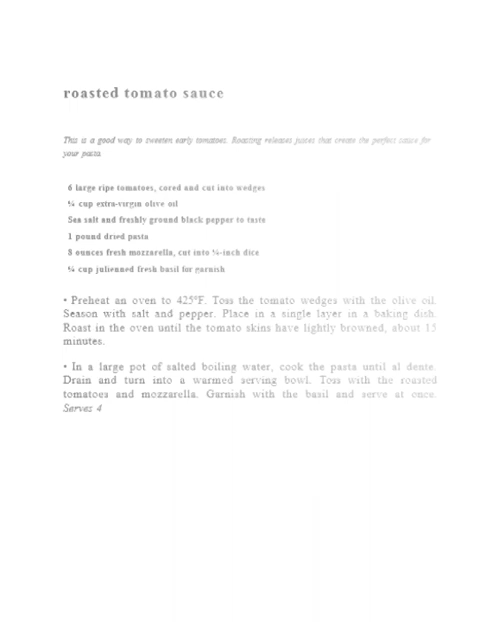 roasted tomato sauce
This is a good way to sweeten early tomatoes. Roasting releases juices that create the perfect sauce for
your pasta
6 large ripe tomatoes, cored and cut into wedges
cup extra-virgin olive oil
Sea salt and freshly ground black pepper to taste
1 pound dried pasta
8 ounces fresh mozzarella, cut into -inch dice
cup julienned fresh basil for garnish
• Preheat an oven to 425°F. Toss the tomato wedges with the olive oil.
Season with salt and pepper. Place in a single layer in a baking dish.
Roast in the oven until the tomato skins have lightly browned, about 15
minutes.
• In a large pot of salted boiling water, cook the pasta until al dente.
Drain and turn into a warmed serving bowl. Toss with the roasted
tomatoes and mozzarella. Garnish with the basil and serve at once.
Serves 4